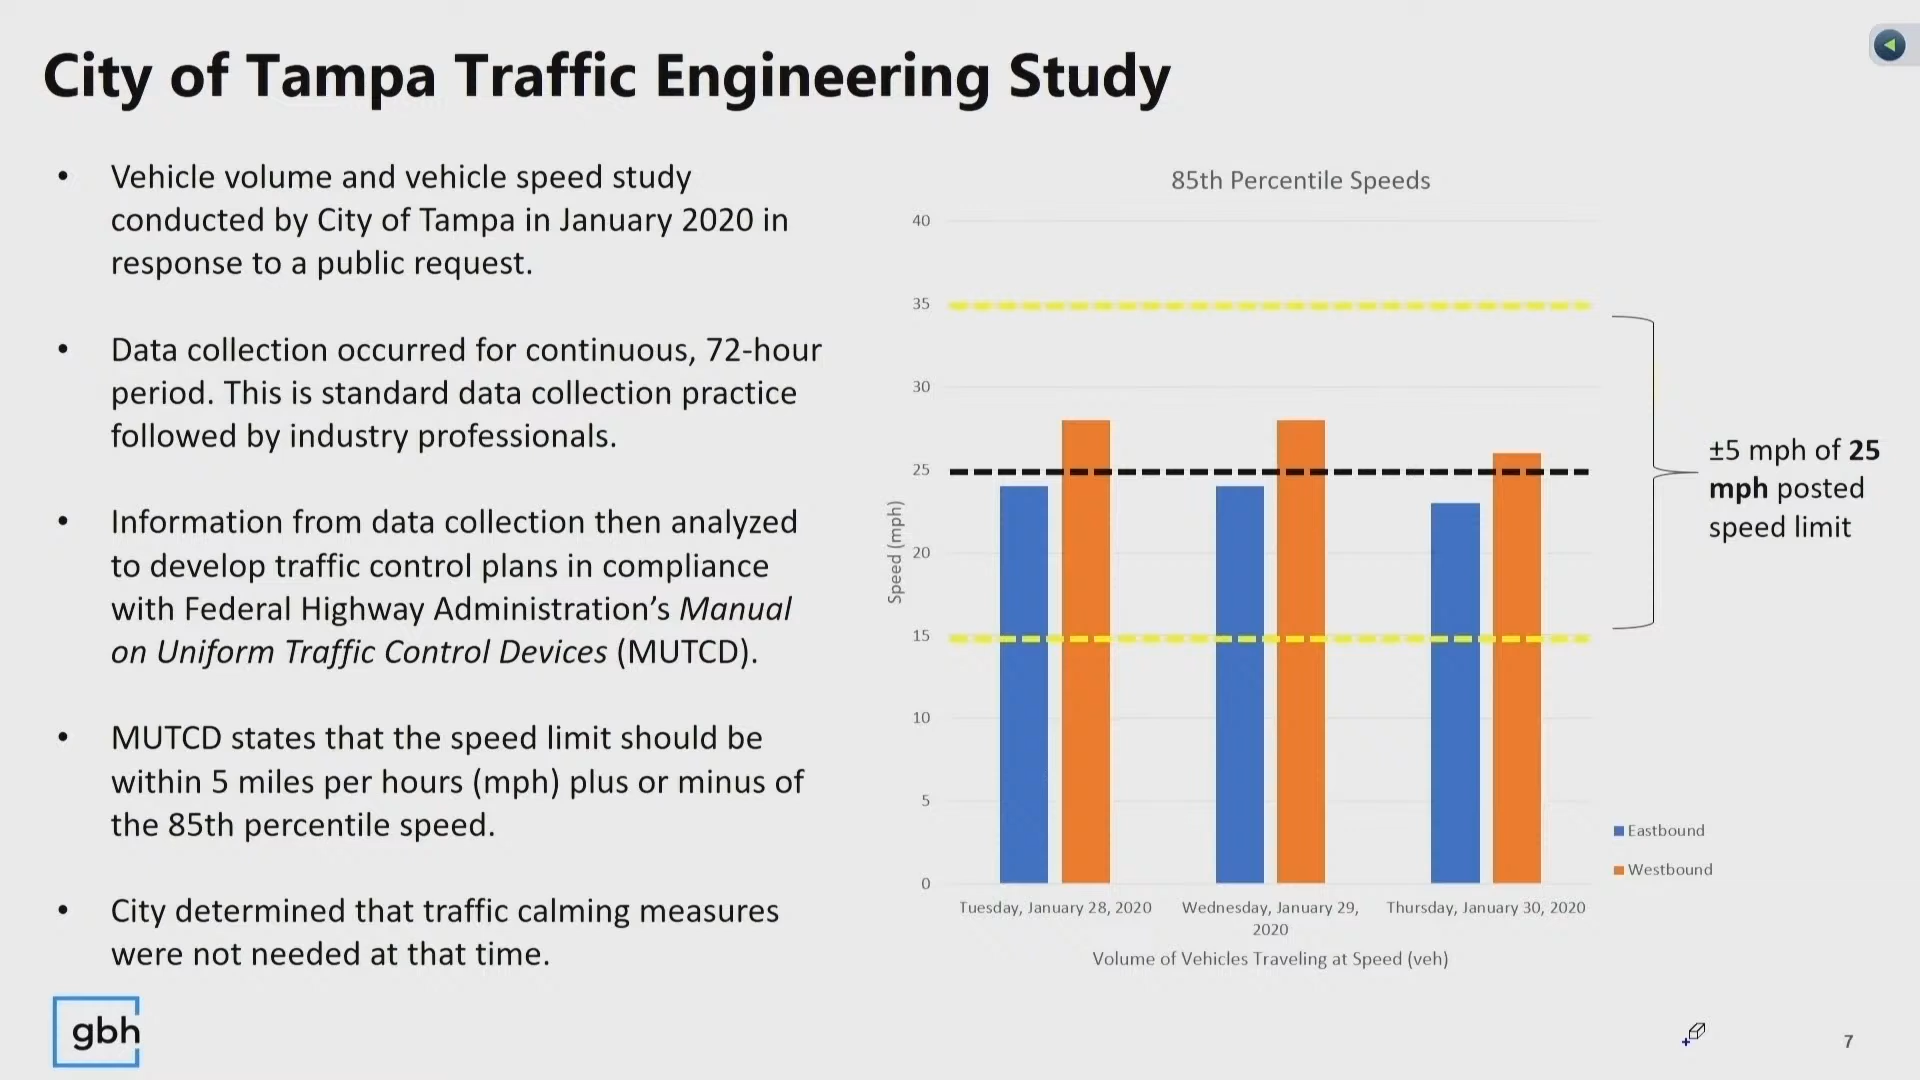 City of Tampa Traffic Engineering Study
• Vehicle volume and vehicle speed study
conducted by City of Tampa in January 2020 in
response to a public request.
• Data collection occurred for continuous, 72-hour
period. This is standard data collection practice
followed by industry professionals.
• Information from data collection then analyzed
to develop traffic control plans in compliance
with Federal Highway Administration’s Manual
on Uniform Traffic Control Devices (MUTCD).
• MUTCD states that the speed limit should be
within 5 miles per hours (mph) plus or minus of
the 85th percentile speed.
• City determined that traffic calming measures
were not needed at that time.
85th Percentile Speeds
40
35
30
25
20
15
10
5
0
Speed (mph)
Tuesday, January 28, 2020
Wednesday, January 29,
2020
Thursday, January 30, 2020
Volume of Vehicles Traveling at Speed (veh)
Eastbound
Westbound
±5 mph of 25
mph posted
speed limit
gbh
7